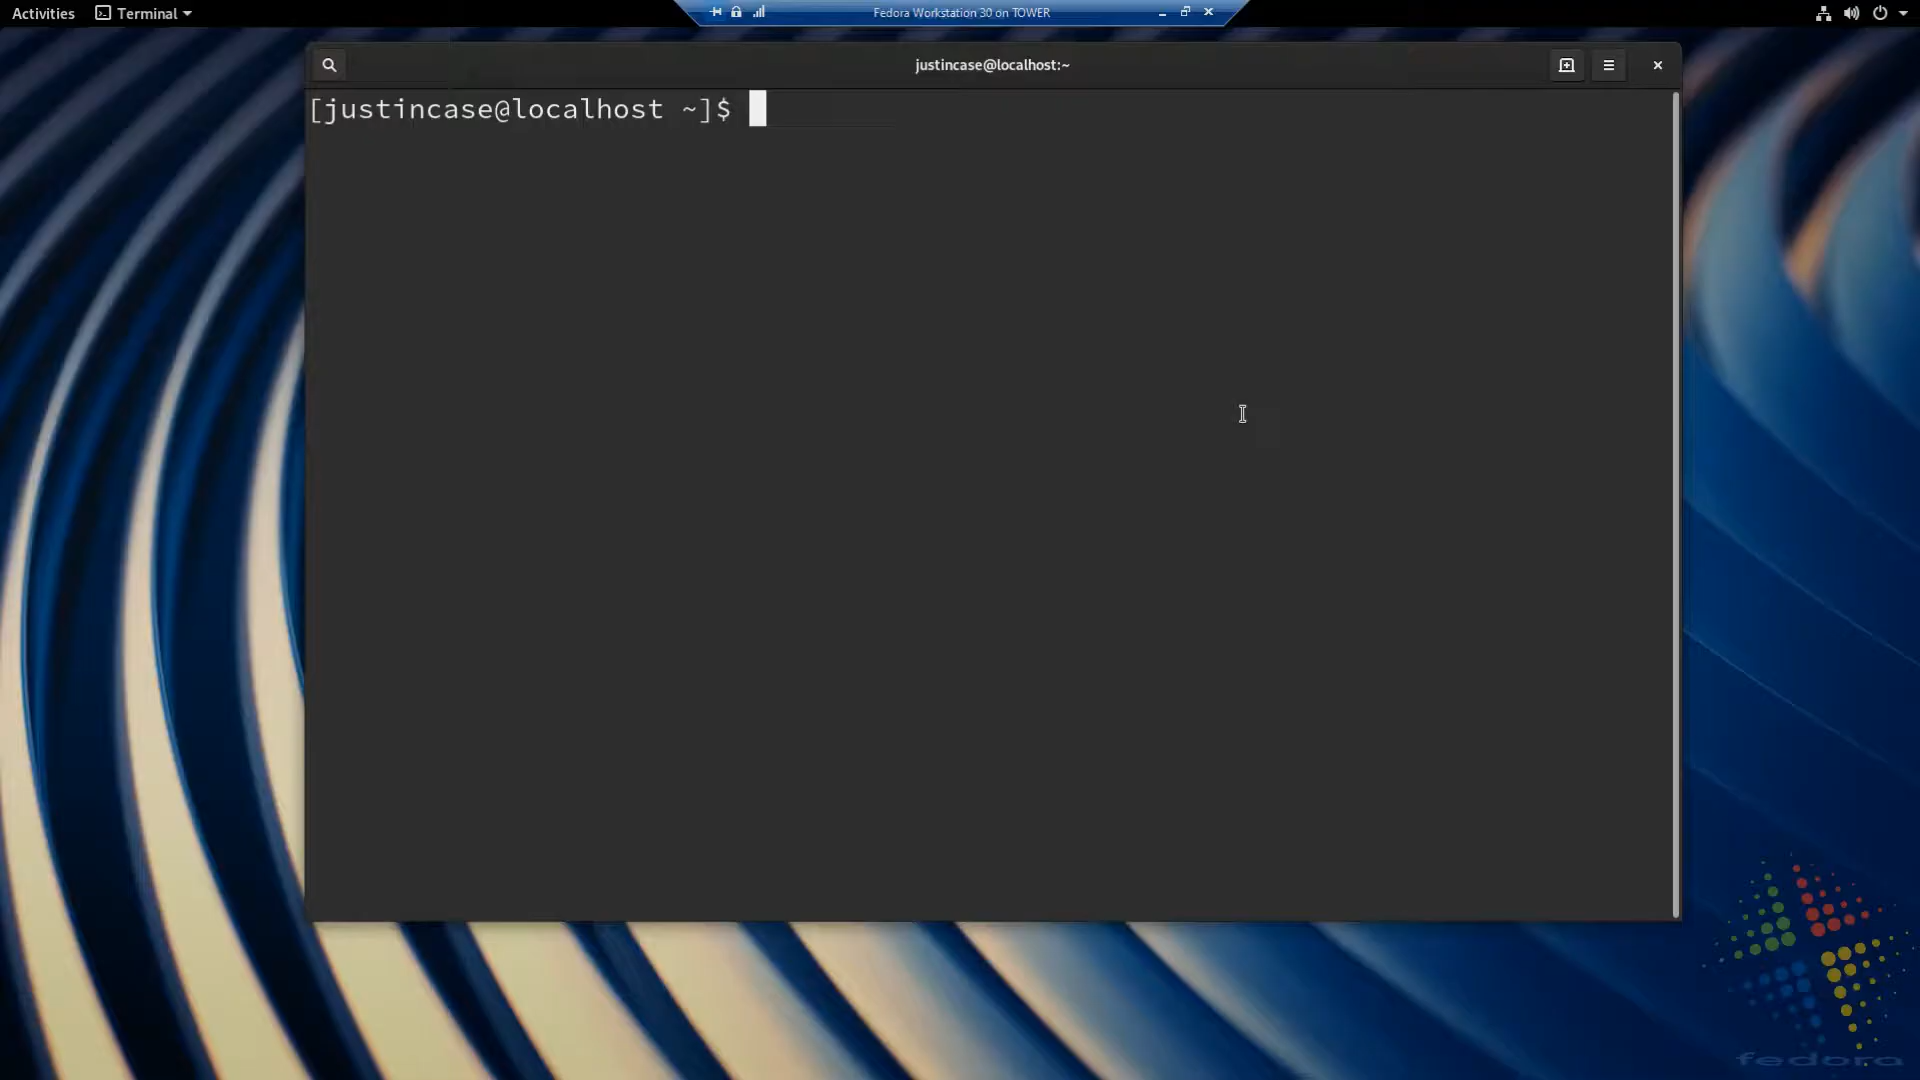 Activities
Terminal
Fedora Workstation 30 on TOWER
justincase@localhost:~
[justincase@localhost ~]$
fedora